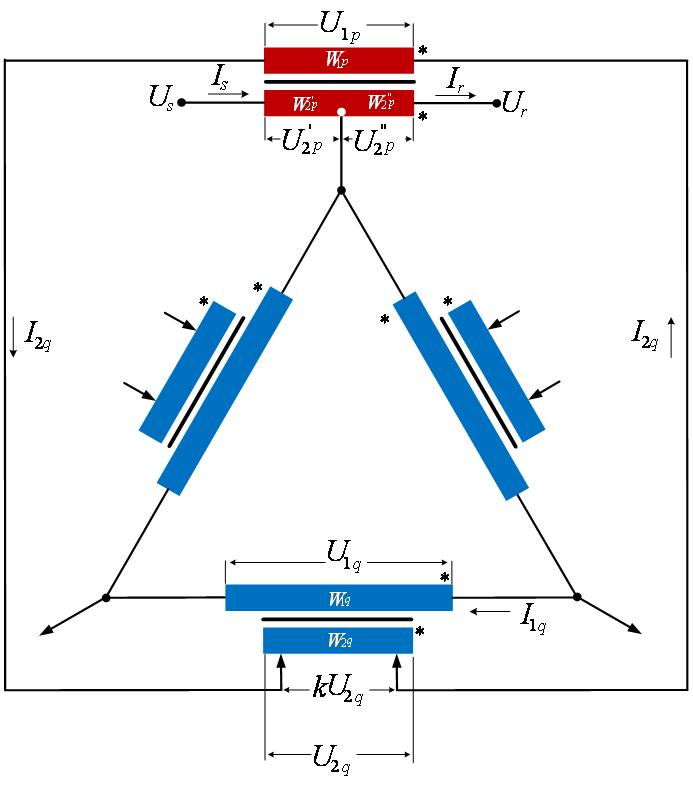 U1p
*
W1p
Is
Ir
Us
W2p'
W2p"
Ur
*
U2p'
U2p"
*
*
*
*
I2q
I2q
U1q
*
W1q
I1q
W2q
*
kU2q
U2q